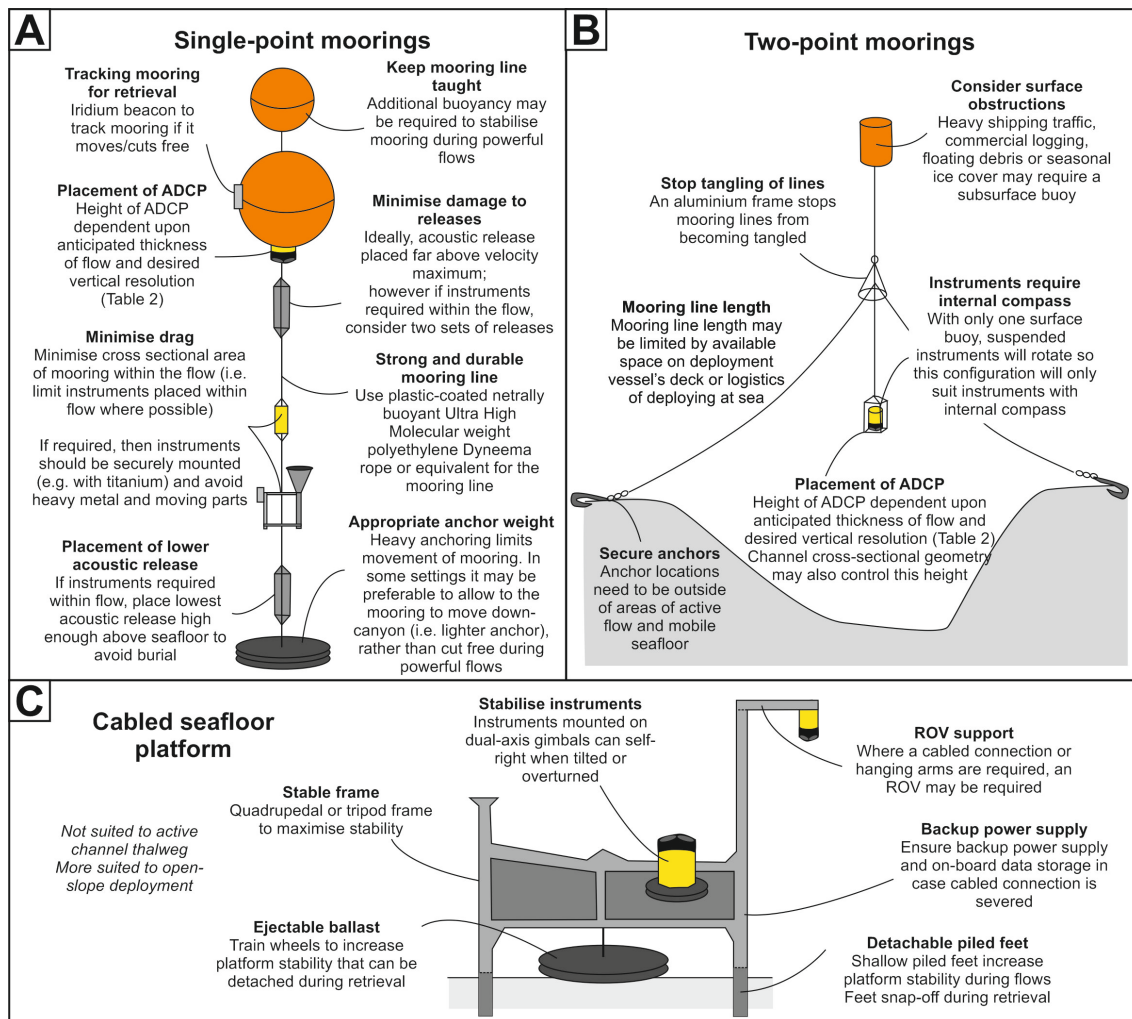 A
Single-point moorings
Tracking mooring
for retrieval
Iridium beacon to
track mooring if it
moves/cuts free
Keep mooring line
taught
Additional buoyancy may
be required to stabilise
mooring during powerful
flows
Placement of ADCP
Height of ADCP
dependent upon
anticipated thickness
of flow and desired
vertical resolution
(Table 2)
Minimise damage to
releases
Ideally, acoustic release
placed far above velocity
maximum;
however if instruments
required within the flow,
consider two sets of releases
Minimise drag
Minimise cross sectional area
of mooring within the flow (i.e.
limit instruments placed within
flow where possible)
If required, then instruments
should be securely mounted
(e.g. with titanium) and avoid
heavy metal and moving parts
Strong and durable
mooring line
Use plastic-coated netrally
buoyant Ultra High
Molecular weight
polyethylene Dyneema
rope or equivalent for the
mooring line
Placement of lower
acoustic release
If instruments required
within flow, place lowest
acoustic release high
enough above seafloor to
avoid burial
Appropriate anchor weight
Heavy anchoring limits
movement of mooring. In
some settings it may be
preferable to allow to the
mooring to move down-
canyon (i.e. lighter anchor),
rather than cut free during
powerful flows
B
Two-point moorings
Consider surface
obstructions
Heavy shipping traffic,
commercial logging,
floating debris or seasonal
ice cover may require a
subsurface buoy
Stop tangling of lines
An aluminium frame stops
mooring lines from
becoming tangled
Mooring line length
Mooring line length may
be limited by available
space on deployment
vessel's deck or logistics
of deploying at sea
Instruments require
internal compass
With only one surface
buoy, suspended
instruments will rotate so
this configuration will only
suit instruments with
internal compass
Placement of ADCP
Height of ADCP dependent upon
anticipated thickness of flow and
desired vertical resolution (Table 2)
Channel cross-sectional geometry
may also control this height
Secure anchors
Anchor locations
need to be outside
of areas of active
flow and mobile
seafloor
C
Cabled seafloor
platform
Not suited to active
channel thalweg
More suited to open-
slope deployment
Stabilise instruments
Instruments mounted on
dual-axis gimbals can self-
right when tilted or
overturned
Stable frame
Quadrupedal or tripod frame
to maximise stability
Ejectable ballast
Train wheels to increase
platform stability that can be
detached during retrieval
ROV support
Where a cabled connection or
hanging arms are required, an
ROV may be required
Backup power supply
Ensure backup power supply
and on-board data storage in
case cabled connection is
severed
Detachable piled feet
Shallow piled feet increase
platform stability during flows
Feet snap-off during retrieval